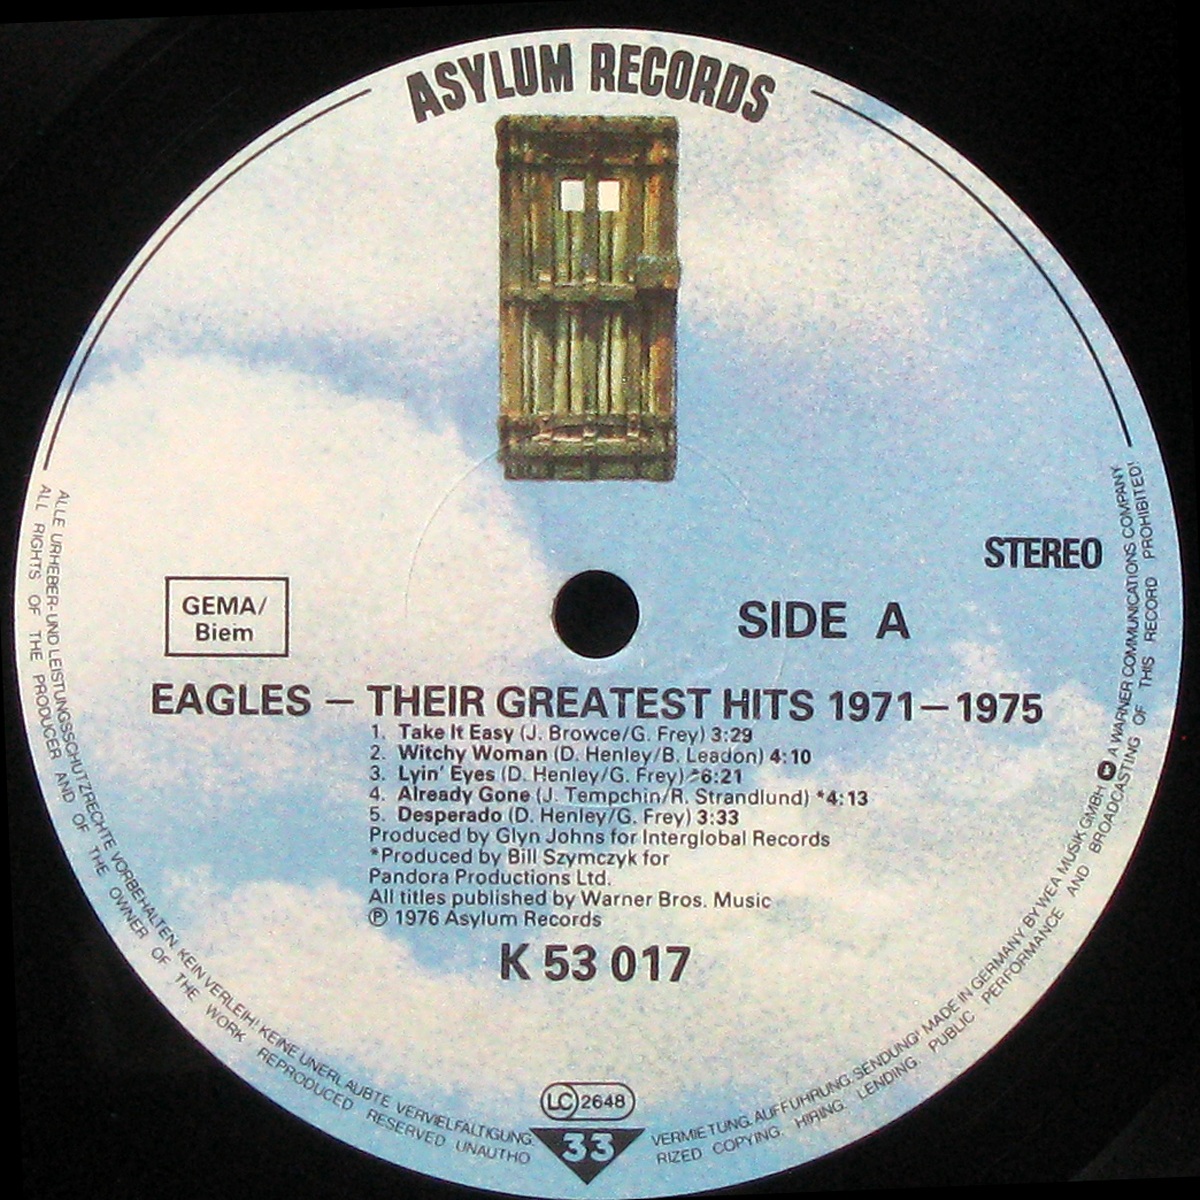 ASYLUM RECORDS
STEREO
GEMA/
Biem
SIDE A
EAGLES – THEIR GREATEST HITS 1971–1975
1. Take It Easy (J. Browce/G. Frey) 3:29
2. Witchy Woman (D. Henley/B. Leadon) 4:10
3. Lyin' Eyes (D. Henley/G. Frey) *6:21
4. Already Gone (J. Tempchin/R. Strandlund) *4:13
5. Desperado (D. Henley/G. Frey) 3:33
Produced by Glyn Johns for Interglobal Records
*Produced by Bill Szymczyk for
Pandora Productions Ltd.
All titles published by Warner Bros. Music
Ⓟ 1976 Asylum Records
K 53 017
LC 2648
33
ALLE URHEBER- UND LEISTUNGSSCHUTZRECHTE VORBEHALTEN. KEIN VERLEIH! KEINE UNERLAUBTE VERVIELFÄLTIGUNG. VERMIETUNG. AUFFÜHRUNG. SENDUNG! MADE IN GERMANY BY WEA MUSIK GMBH A WARNER COMMUNICATIONS COMPANY
ALL RIGHTS OF THE PRODUCER AND OF THE OWNER OF THE WORK REPRODUCED RESERVED UNAUTHORIZED COPYING. HIRING. LENDING. PUBLIC PERFORMANCE AND BROADCASTING OF THIS RECORD PROHIBITED!